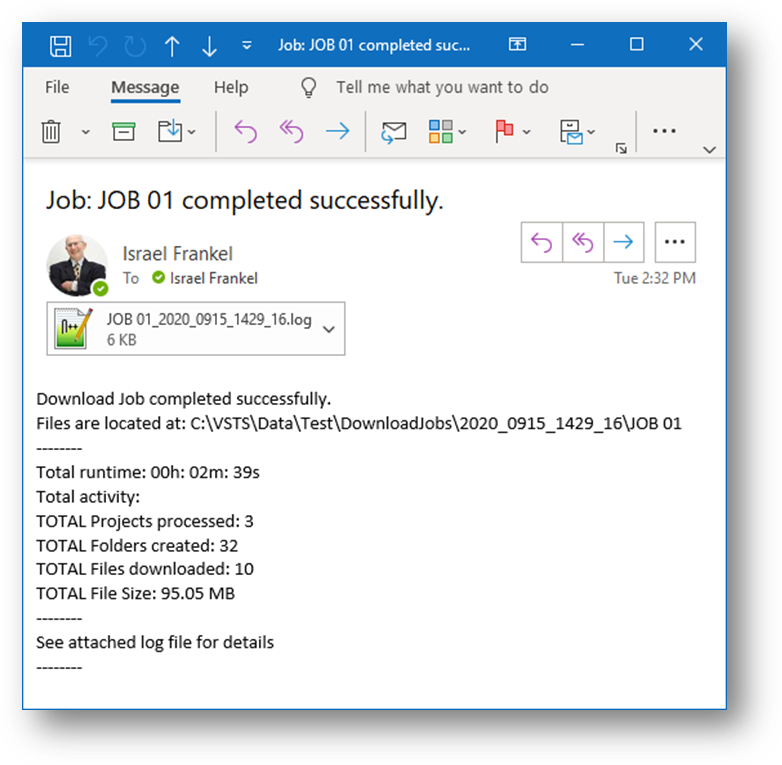 Job: JOB 01 completed suc...
File Message Help Tell me what you want to do
Job: JOB 01 completed successfully.
Israel Frankel
To Israel Frankel
Tue 2:32 PM
JOB 01_2020_0915_1429_16.log
6 KB
Download Job completed successfully.
Files are located at: C:\VSTS\Data\Test\DownloadJobs\2020_0915_1429_16\JOB 01
--------
Total runtime: 00h: 02m: 39s
Total activity:
TOTAL Projects processed: 3
TOTAL Folders created: 32
TOTAL Files downloaded: 10
TOTAL File Size: 95.05 MB
--------
See attached log file for details
--------